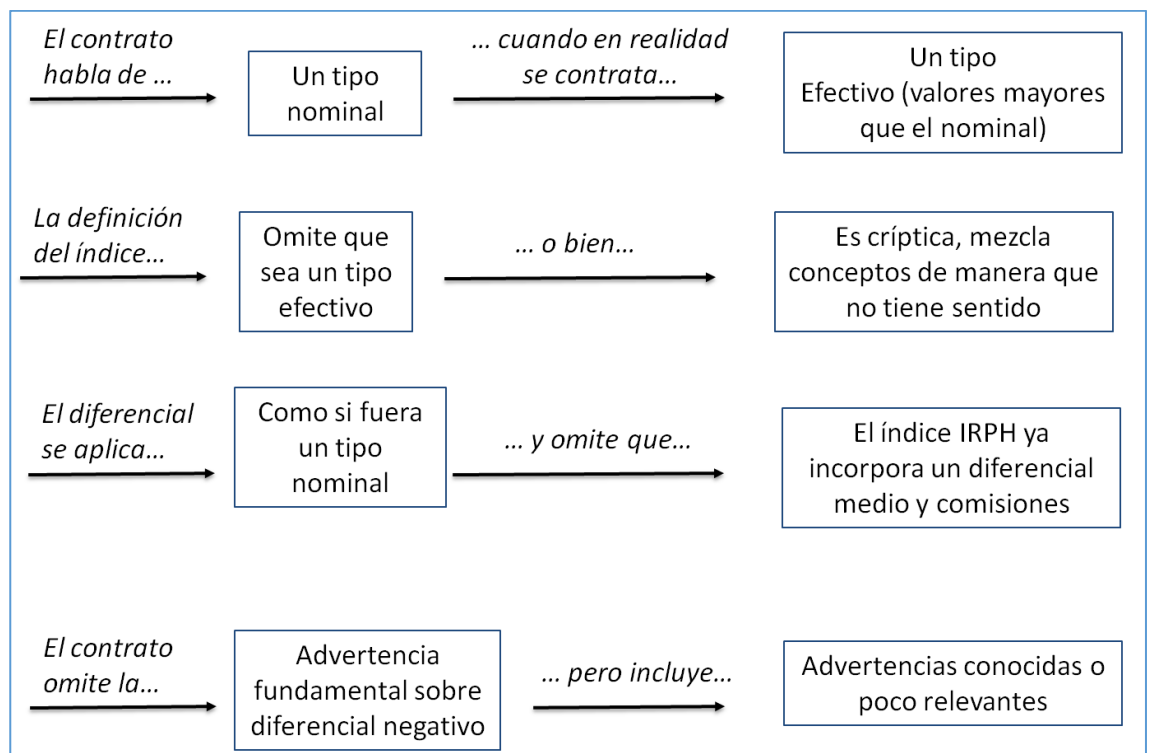 El contrato
habla de ...
Un tipo
nominal
... cuando en realidad
se contrata...
Un tipo
Efectivo (valores mayores
que el nominal)
La definición
del índice...
Omite que
sea un tipo
efectivo
... o bien...
Es críptica, mezcla
conceptos de manera que
no tiene sentido
El diferencial
se aplica...
Como si fuera
un tipo
nominal
... y omite que...
El índice IRPH ya
incorpora un diferencial
medio y comisiones
El contrato
omite la...
Advertencia
fundamental sobre
diferencial negativo
... pero incluye...
Advertencias conocidas o
poco relevantes